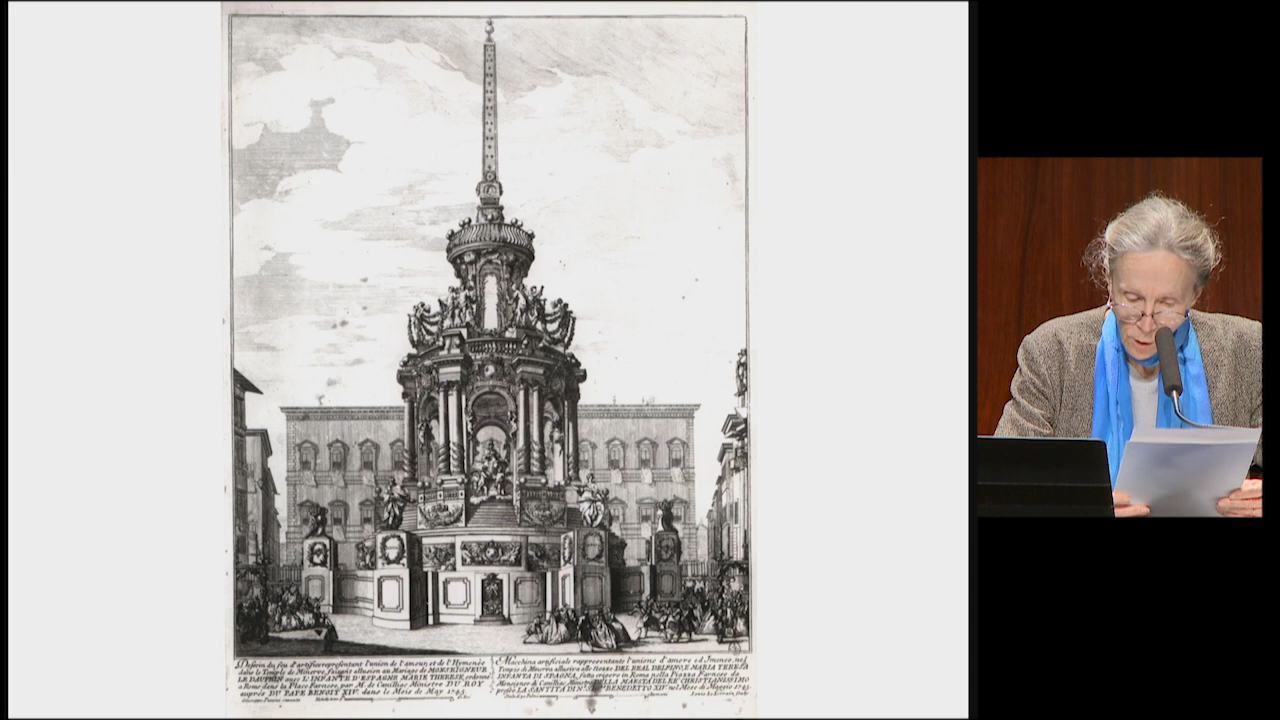 Dessein du feu d'artifice representant l'union de l'amour, et de l'Hymenée
dans le Temple de Minerve, faisant allusion au Mariage de MONSEIGNEUR
LE DAUPHIN avec L'INFANTE D'ESPAGNE MARIE THERESE, ordonné
a Rome dans la Place Farnese, par M. de Canillac Ministre DU ROY
auprés DU PAPE BENOIT XIV. dans le Mois de May 1745.
Macchina artificiale rappresentante l'unione d'amore ed Imeneo, nel
Tempio di Minerva allusiva alle Nozze DEL REAL DELFINO, E MARIA TERESA
INFANTA DI SPAGNA, fatta erigere in Roma nella Piazza Farnese da
Monsignor di Canillac Ministro DELLA MAESTA DEL RE CHRISTIANISSIMO
presso LA SANTITA DI BENEDETTO XIV. nel Mese di Maggio 1745.